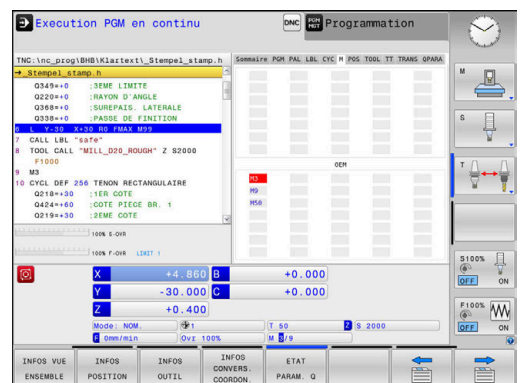 Execution PGM en continu
DNC
Programmation
TNC:\nc_prog\BHB\Klartext\_Stempel_stamp.h
→_Stempel_stamp.h
Q349=+0 ;3EME LIMITE
Q220=+0 ;RAYON D'ANGLE
Q368=+0 ;SUREPAIS. LATERALE
Q338=+0 ;PASSE DE FINITION
6 L Y-30 X+30 R0 FMAX M99
7 CALL LBL "safe"
8 TOOL CALL "MILL_D20_ROUGH" Z S2000
F1000
9 M3
10 CYCL DEF 256 TENON RECTANGULAIRE
Q218=+30 ;1ER COTE
Q424=+60 ;COTE PIECE BR. 1
Q219=+30 ;2EME COTE
100% S-OVR
100% F-OVR LIMIT 1
Sommaire PGM PAL LBL CYC M POS TOOL TT TRANS QPARA
OEM
M3
M9
M50
X +4.860 B +0.000
Y -30.000 C +0.000
Z +0.400
Mode: NOM. T 50 Z S 2000
F 0mm/min Ovr 100% M 3/9
M
S
T
S100%
OFF ON
F100%
OFF ON
INFOS VUE ENSEMBLE
INFOS POSITION
INFOS OUTIL
INFOS CONVERS. COORDON.
ETAT PARAM. Q